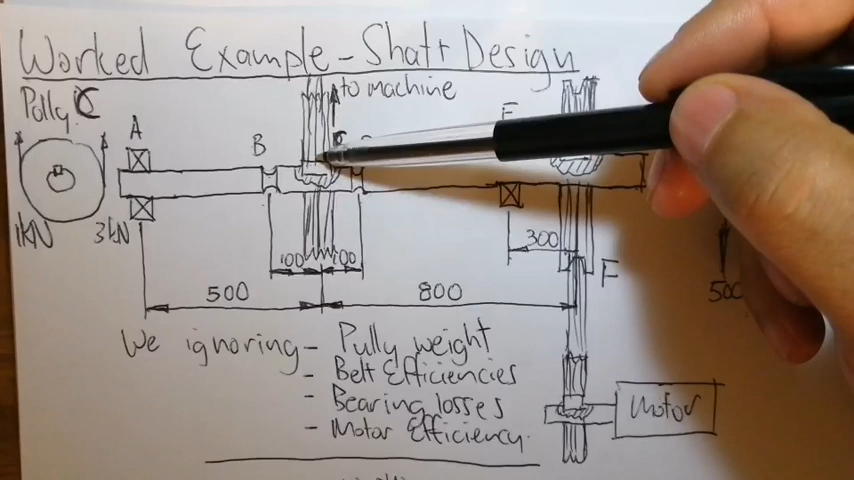 Worked Example - Shaft Design
Pully C
to machine
A
B
E
1KN
3KN
100
100
300
F
500
800
500
We ignoring - Pully weight
- Belt Efficiencies
- Bearing losses
- Motor Efficiency.
Motor